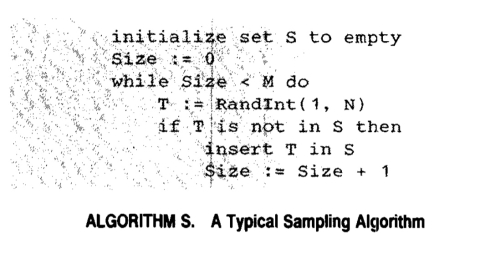 initialize set S to empty
Size := 0
while Size < M do
T := RandInt(1, N)
if T is not in S then
insert T in S
Size := Size + 1
ALGORITHM S. A Typical Sampling Algorithm